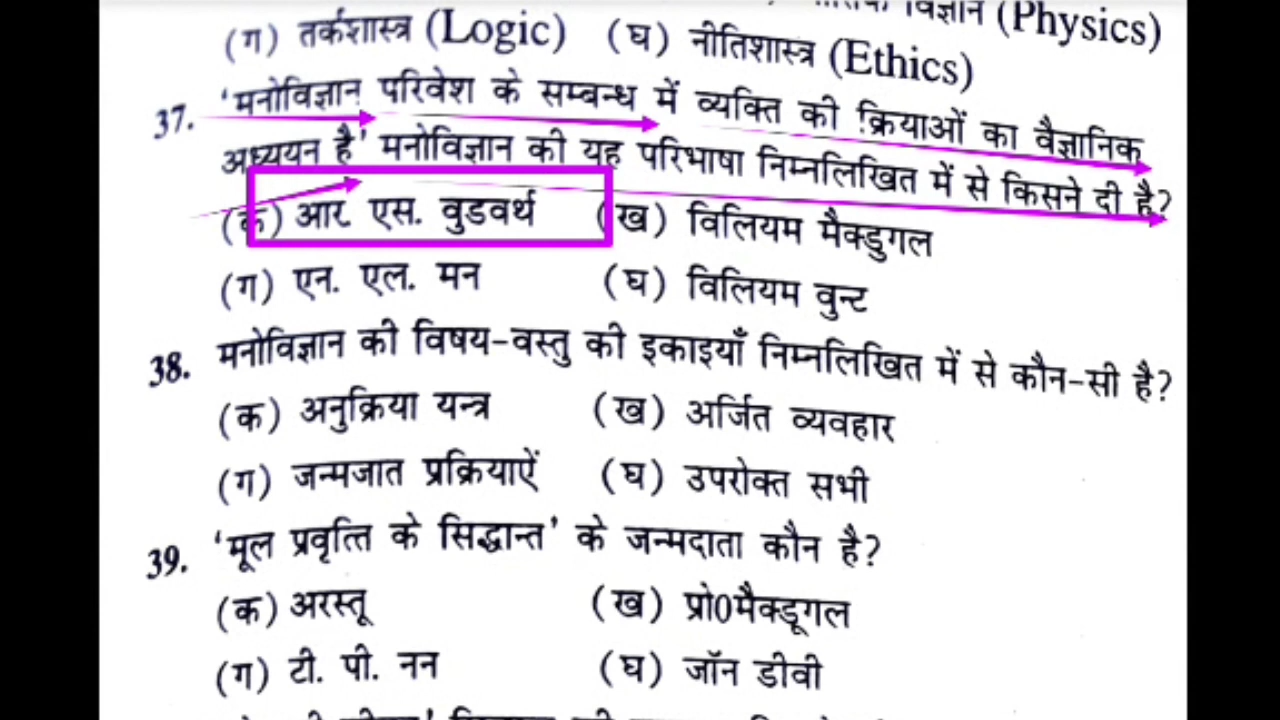 विज्ञान (Physics)
(ग) तर्कशास्त्र (Logic) (घ) नीतिशास्त्र (Ethics)
37. 'मनोविज्ञान परिवेश के सम्बन्ध में व्यक्ति की क्रियाओं का वैज्ञानिक
अध्ययन है' मनोविज्ञान की यह परिभाषा निम्नलिखित में से किसने दी है?
(क) आर. एस. वुडवर्थ (ख) विलियम मैक्डुगल
(ग) एन. एल. मन (घ) विलियम वुन्ट
38. मनोविज्ञान की विषय-वस्तु की इकाइयाँ निम्नलिखित में से कौन-सी है?
(क) अनुक्रिया यन्त्र (ख) अर्जित व्यवहार
(ग) जन्मजात प्रक्रियाऐं (घ) उपरोक्त सभी
39. 'मूल प्रवृत्ति के सिद्धान्त' के जन्मदाता कौन है?
(क) अरस्तू (ख) प्रो0मैक्डूगल
(ग) टी. पी. नन (घ) जॉन डीवी